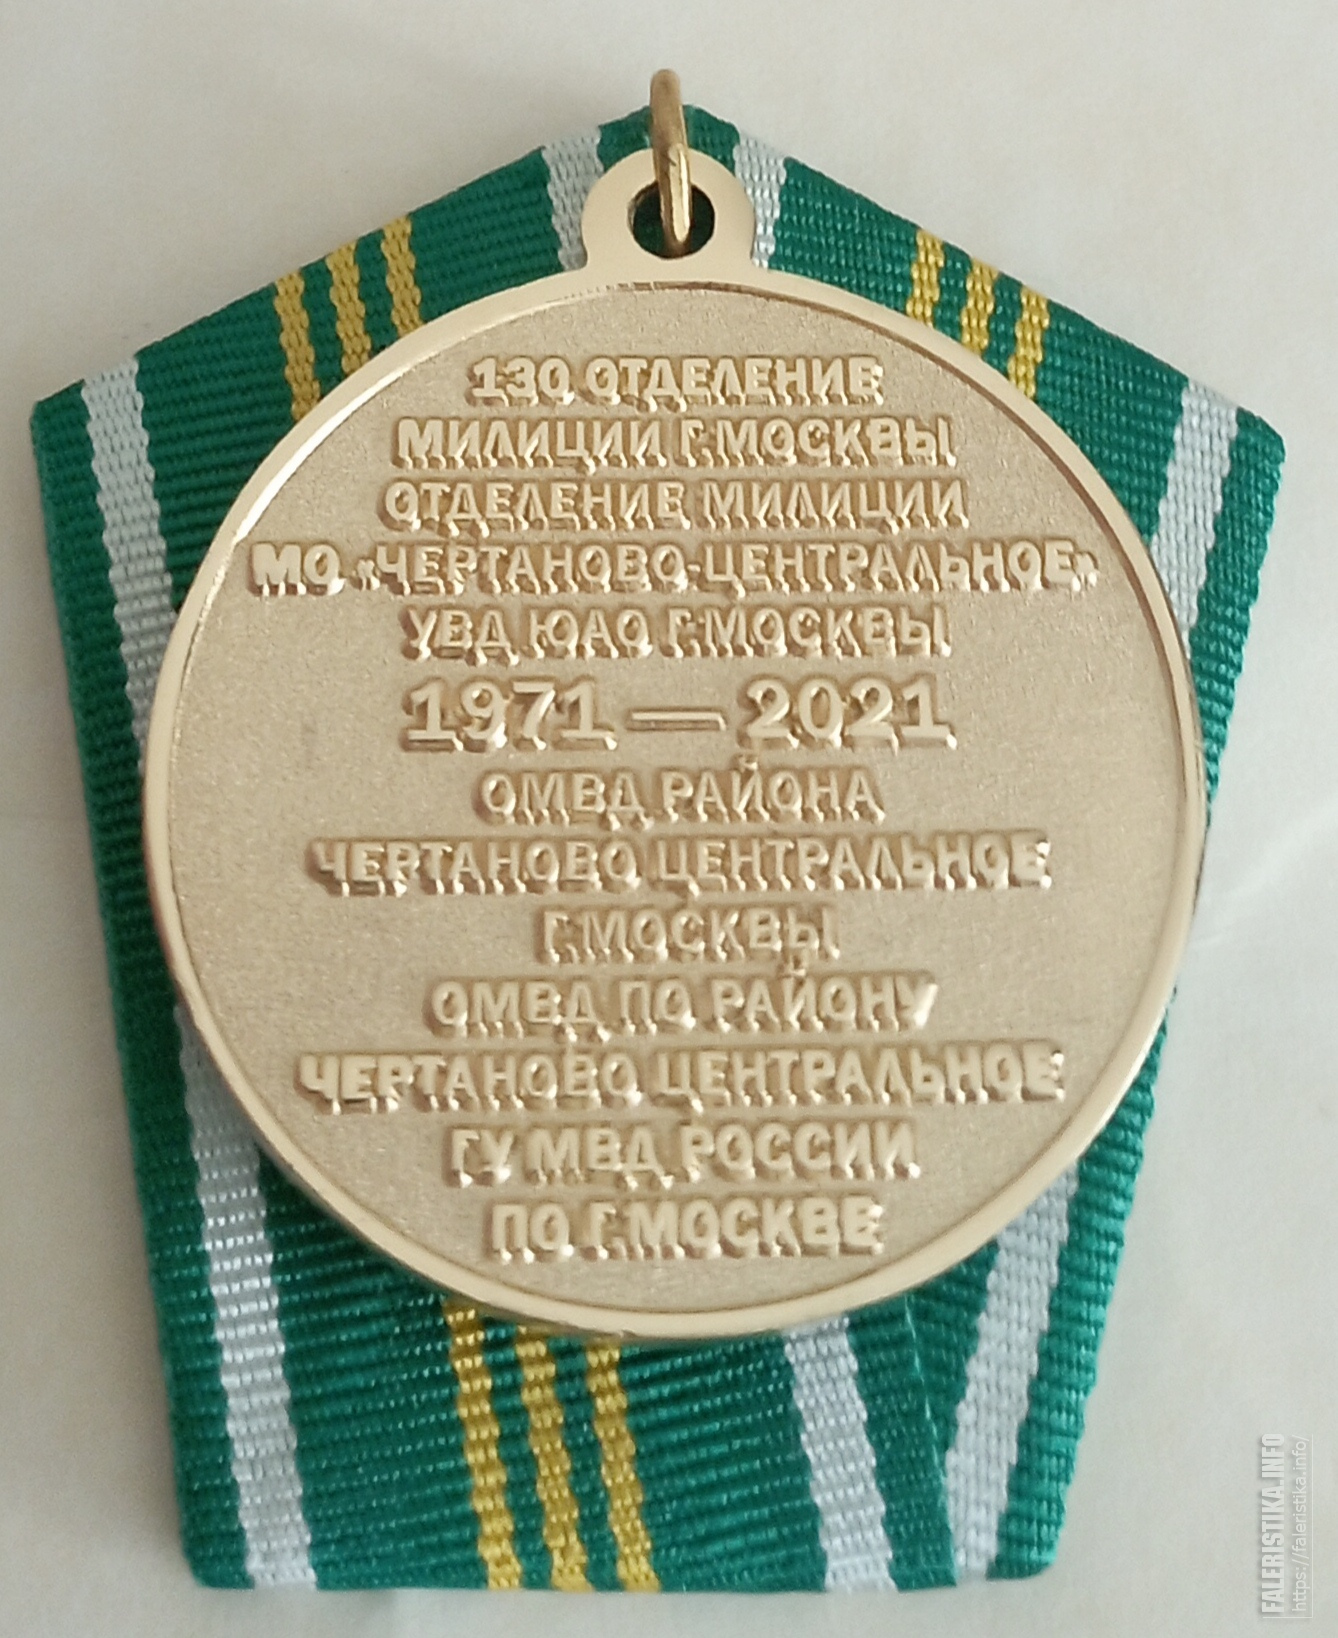 130 ОТДЕЛЕНИЕ
МИЛИЦИИ Г.МОСКВЫ
ОТДЕЛЕНИЕ МИЛИЦИИ
МО «ЧЕРТАНОВО-ЦЕНТРАЛЬНОЕ»
УВД ЮАО Г.МОСКВЫ
1971 — 2021
ОМВД РАЙОНА
ЧЕРТАНОВО ЦЕНТРАЛЬНОЕ
Г.МОСКВЫ
ОМВД ПО РАЙОНУ
ЧЕРТАНОВО ЦЕНТРАЛЬНОЕ
ГУ МВД РОССИИ
ПО Г.МОСКВЕ
FALERISTIKA.INFO
https://faleristika.info/